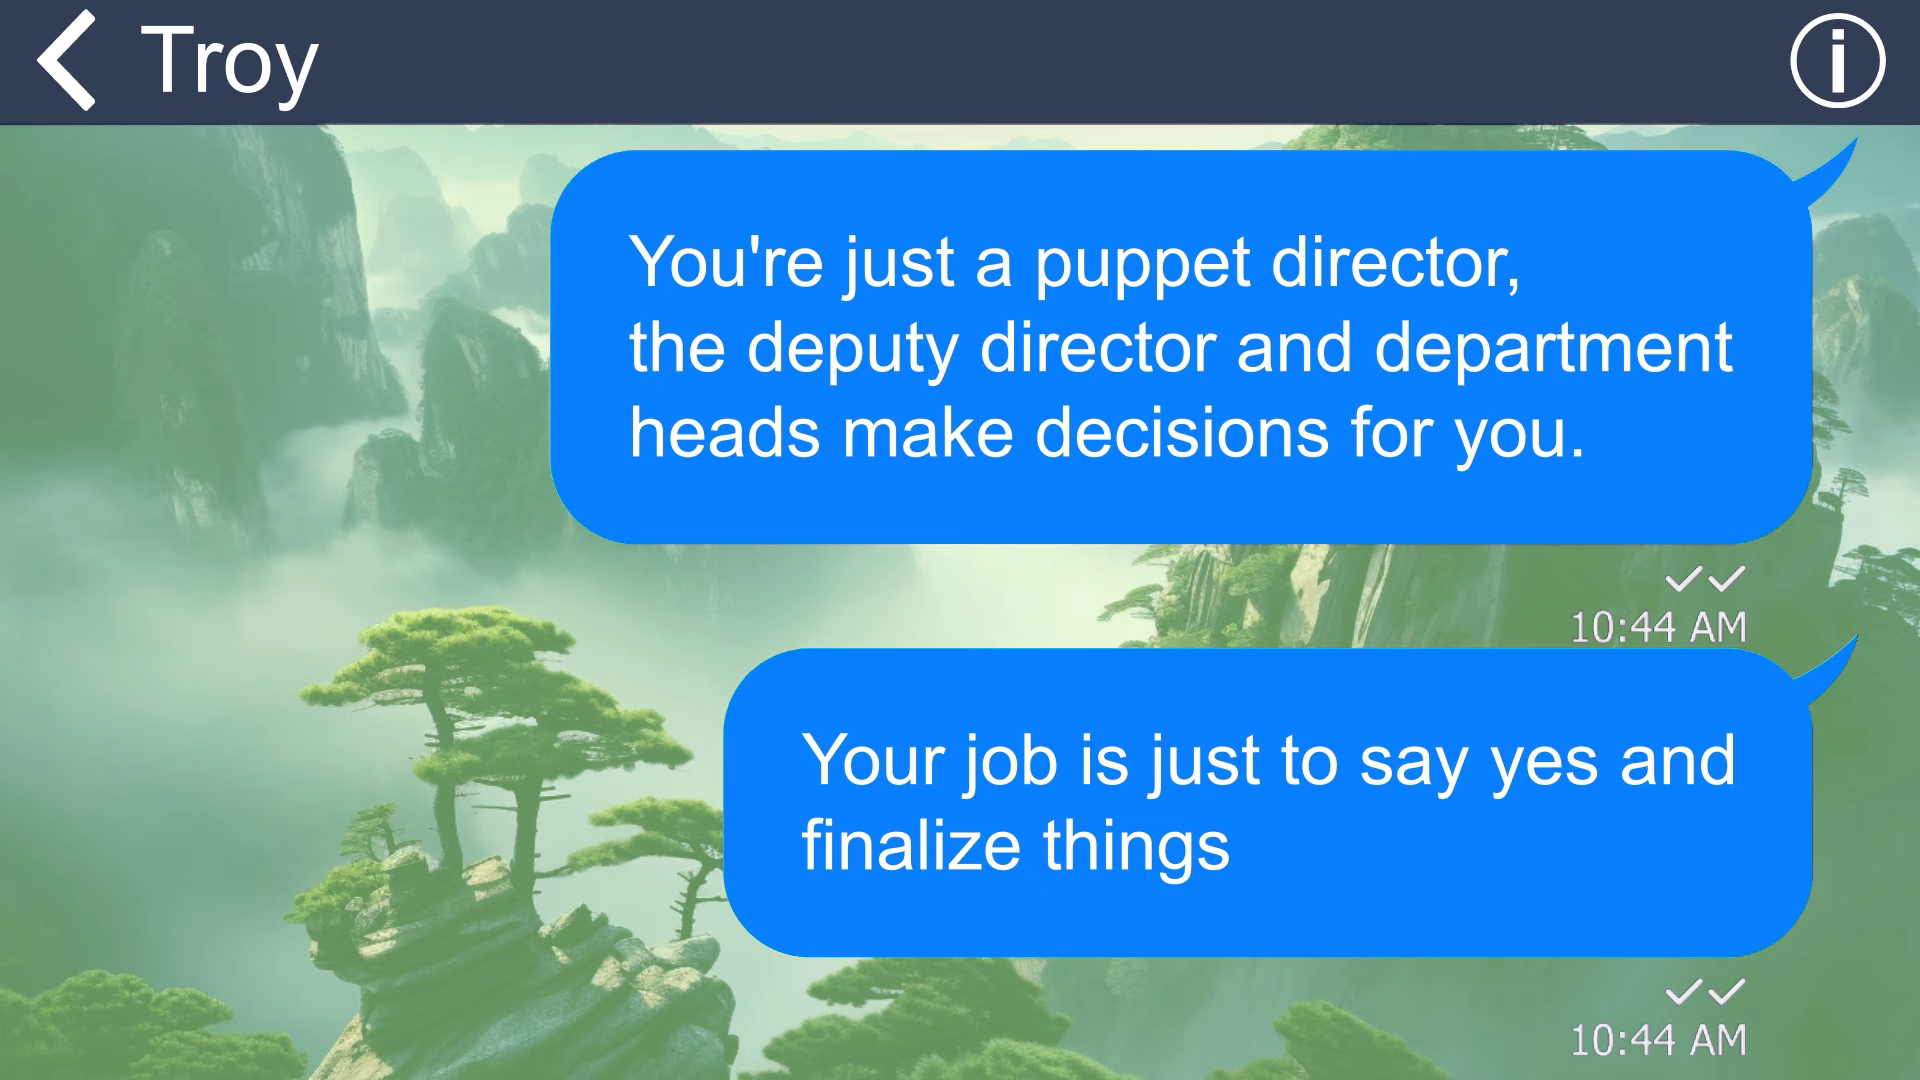 Troy
You're just a puppet director,
the deputy director and department
heads make decisions for you.
10:44 AM
Your job is just to say yes and
finalize things
10:44 AM